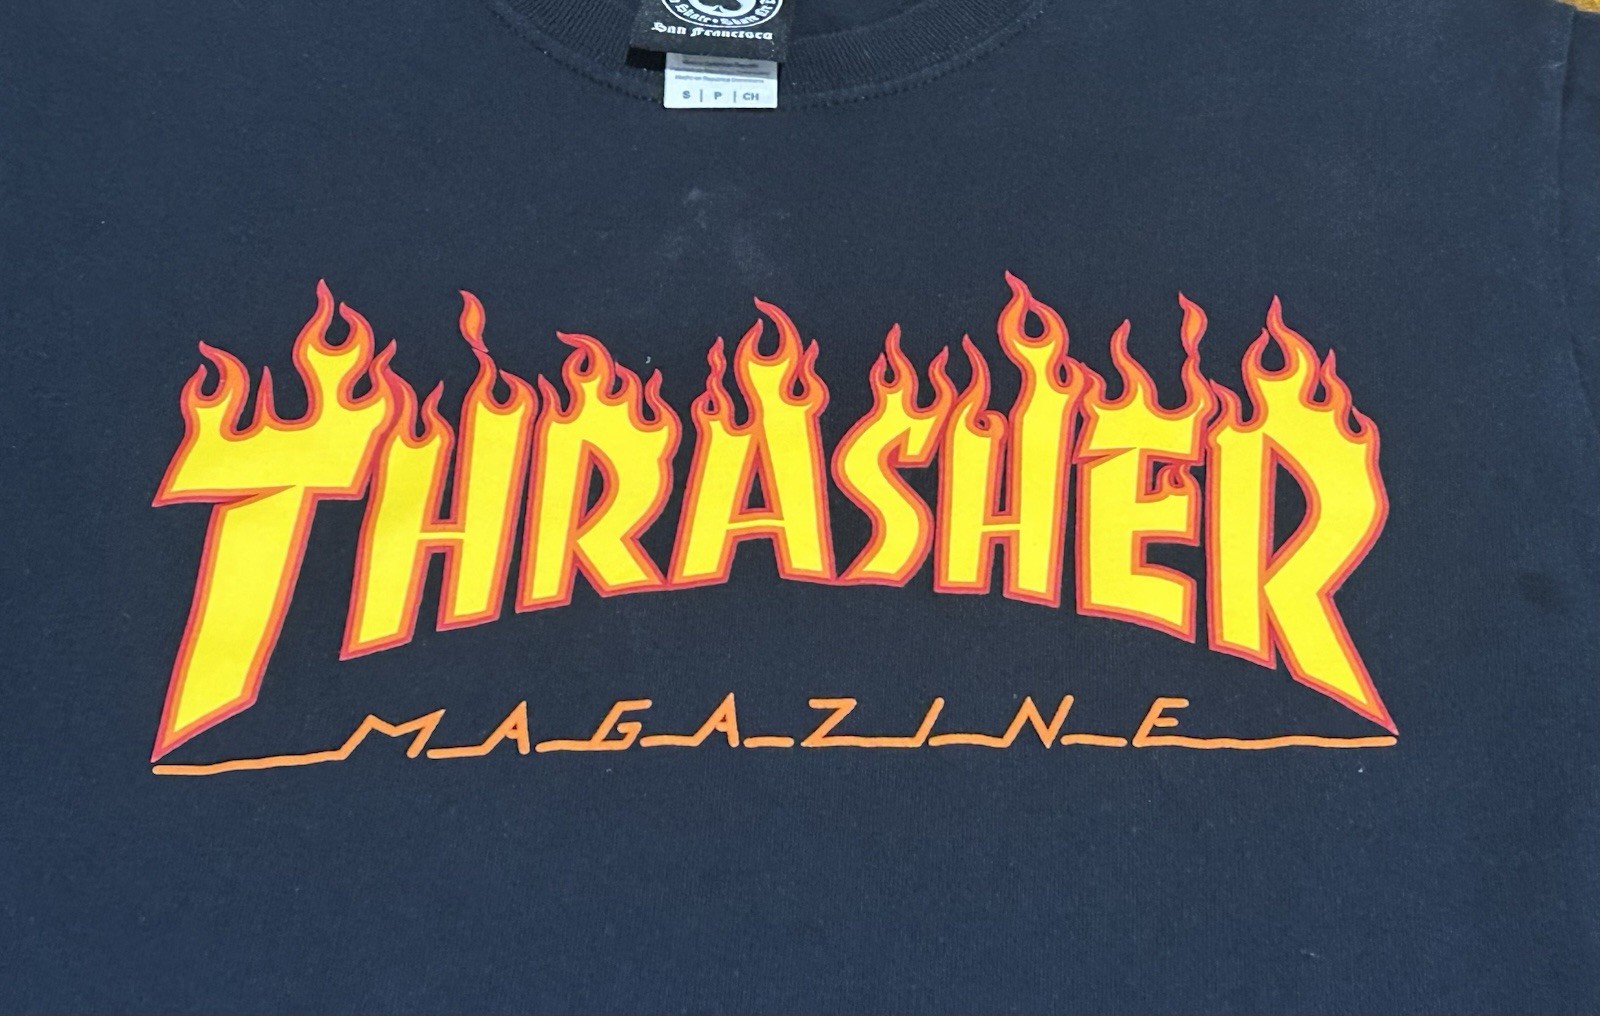 San Francisco
S | P | CH
THRASHER
MAGAZINE